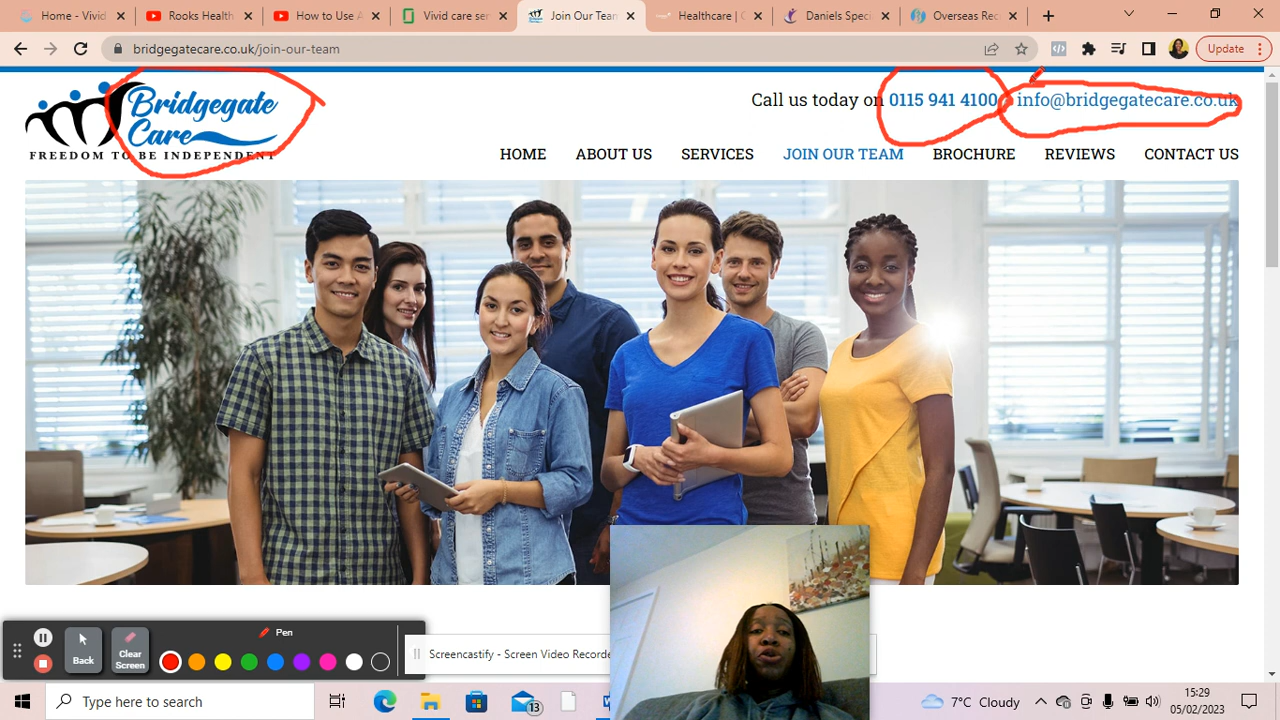 Home - Vivid
Rooks Health
How to Use A
Vivid care ser
Join Our Team
Healthcare | C
Daniels Speci
Overseas Rec
bridgegatecare.co.uk/join-our-team
Update
Bridgegate
Care
FREEDOM TO BE INDEPENDENT
Call us today on 0115 941 4100
info@bridgegatecare.co.uk
HOME
ABOUT US
SERVICES
JOIN OUR TEAM
BROCHURE
REVIEWS
CONTACT US
Pen
Back
Clear
Screen
Screencastify - Screen Video Recorde
Type here to search
13
7°C Cloudy
5:29
05/02/2023